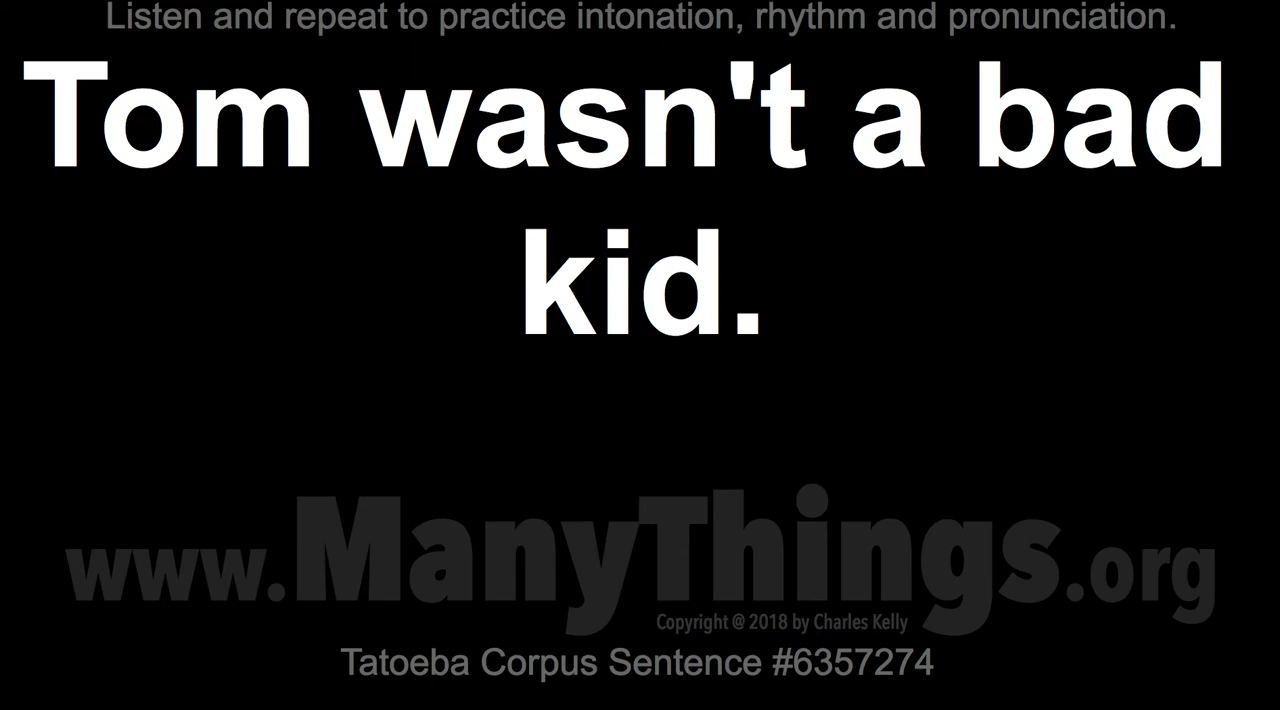 Listen and repeat to practice intonation, rhythm and pronunciation.
Tom wasn't a bad
kid.
www.ManyThings.org
Copyright @ 2018 by Charles Kelly
Tatoeba Corpus Sentence #6357274